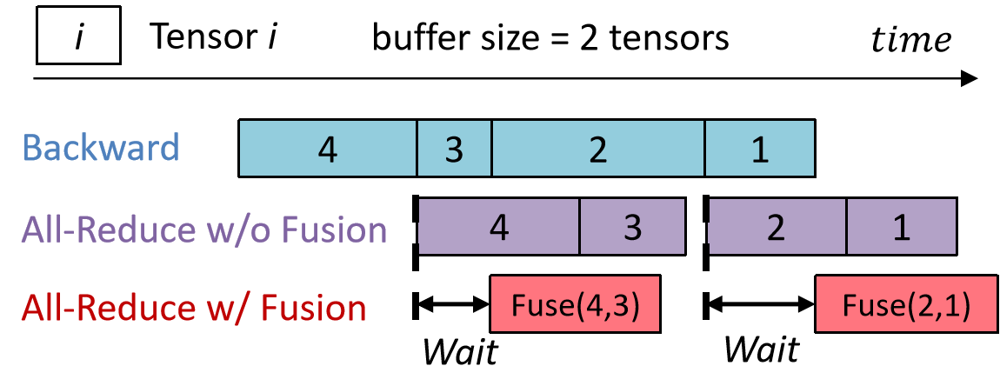 i Tensor i buffer size = 2 tensors time
Backward 4 3 2 1
All-Reduce w/o Fusion 4 3 2 1
All-Reduce w/ Fusion Fuse(4,3) Fuse(2,1)
Wait Wait